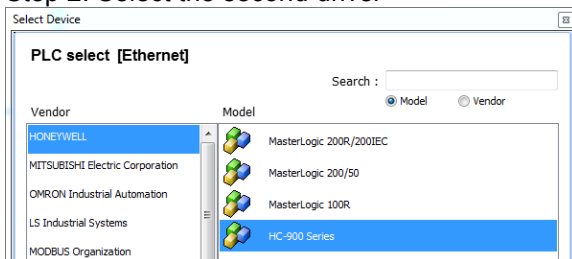 Step 2: Select the second driver
Select Device
PLC select [Ethernet]
Search :
Model
Vendor
Vendor
Model
HONEYWELL
MITSUBISHI Electric Corporation
OMRON Industrial Automation
LS Industrial Systems
MODBUS Organization
MasterLogic 200R/200IEC
MasterLogic 200/50
MasterLogic 100R
HC-900 Series